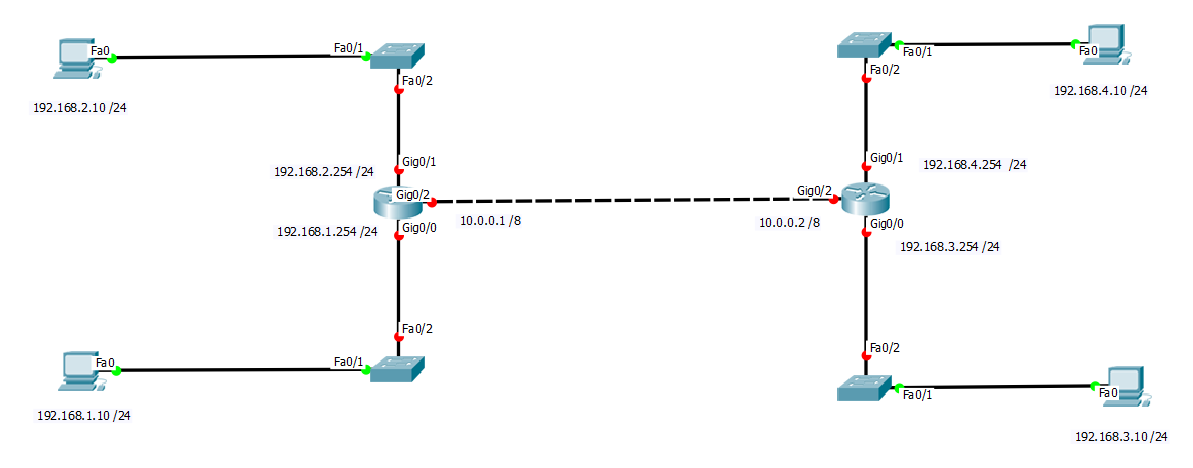 Fa0
Fa0/1
192.168.2.10 /24
Fa0/2
Gig0/1
192.168.2.254 /24
Gig0/2
10.0.0.1 /8
192.168.1.254 /24
Gig0/0
Fa0/2
Fa0
Fa0/1
192.168.1.10 /24
Fa0/1
Fa0
Fa0/2
192.168.4.10 /24
Gig0/1
192.168.4.254  /24
Gig0/2
10.0.0.2 /8
Gig0/0
192.168.3.254 /24
Fa0/2
Fa0/1
Fa0
192.168.3.10 /24